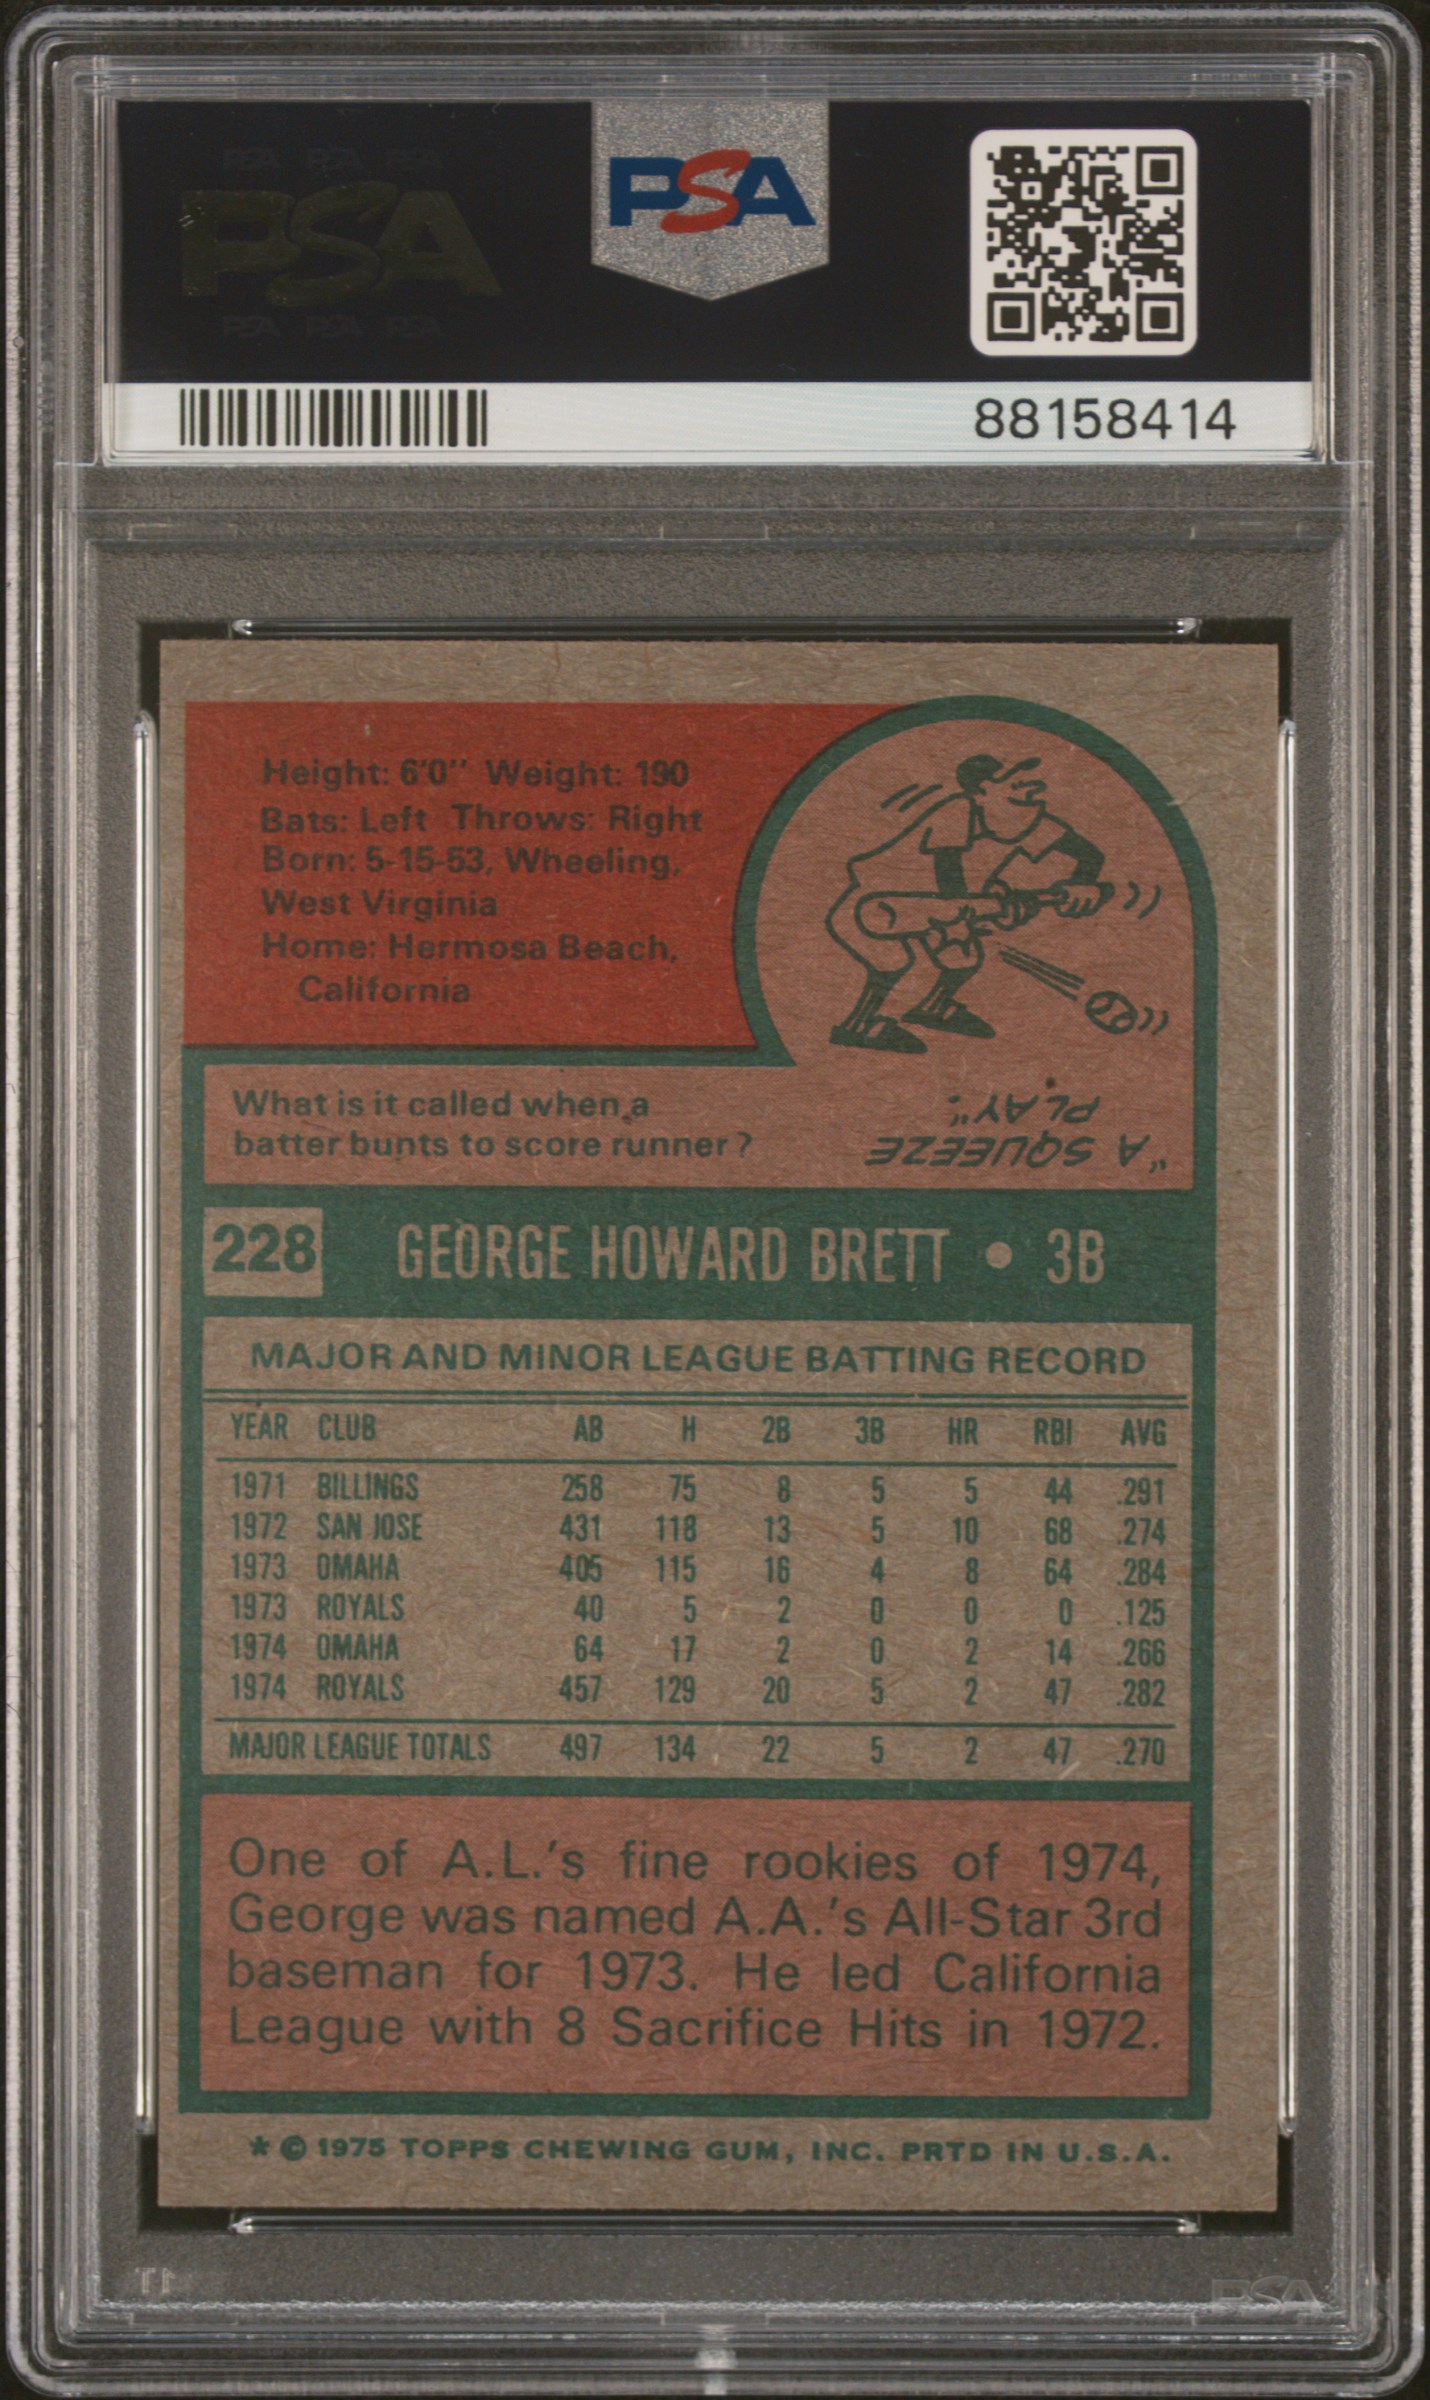 PSA PSA PSA
PSA
PSA PSA PSA
PSA
88158414
Height: 6'0" Weight: 190
Bats: Left Throws: Right
Born: 5-15-53, Wheeling,
West Virginia
Home: Hermosa Beach,
California
What is it called when a
batter bunts to score runner?
"A SQUEEZE
PLAY".
228 GEORGE HOWARD BRETT • 3B
MAJOR AND MINOR LEAGUE BATTING RECORD
YEAR CLUB AB H 2B 3B HR RBI AVG
1971 BILLINGS 258 75 8 5 5 44 .291
1972 SAN JOSE 431 118 13 5 10 68 .274
1973 OMAHA 405 115 16 4 8 64 .284
1973 ROYALS 40 5 2 0 0 0 .125
1974 OMAHA 64 17 2 0 2 14 .266
1974 ROYALS 457 129 20 5 2 47 .282
MAJOR LEAGUE TOTALS 497 134 22 5 2 47 .270
One of A.L.'s fine rookies of 1974,
George was named A.A.'s All-Star 3rd
baseman for 1973. He led California
League with 8 Sacrifice Hits in 1972.
* © 1975 TOPPS CHEWING GUM, INC. PRTD IN U.S.A.
PSA